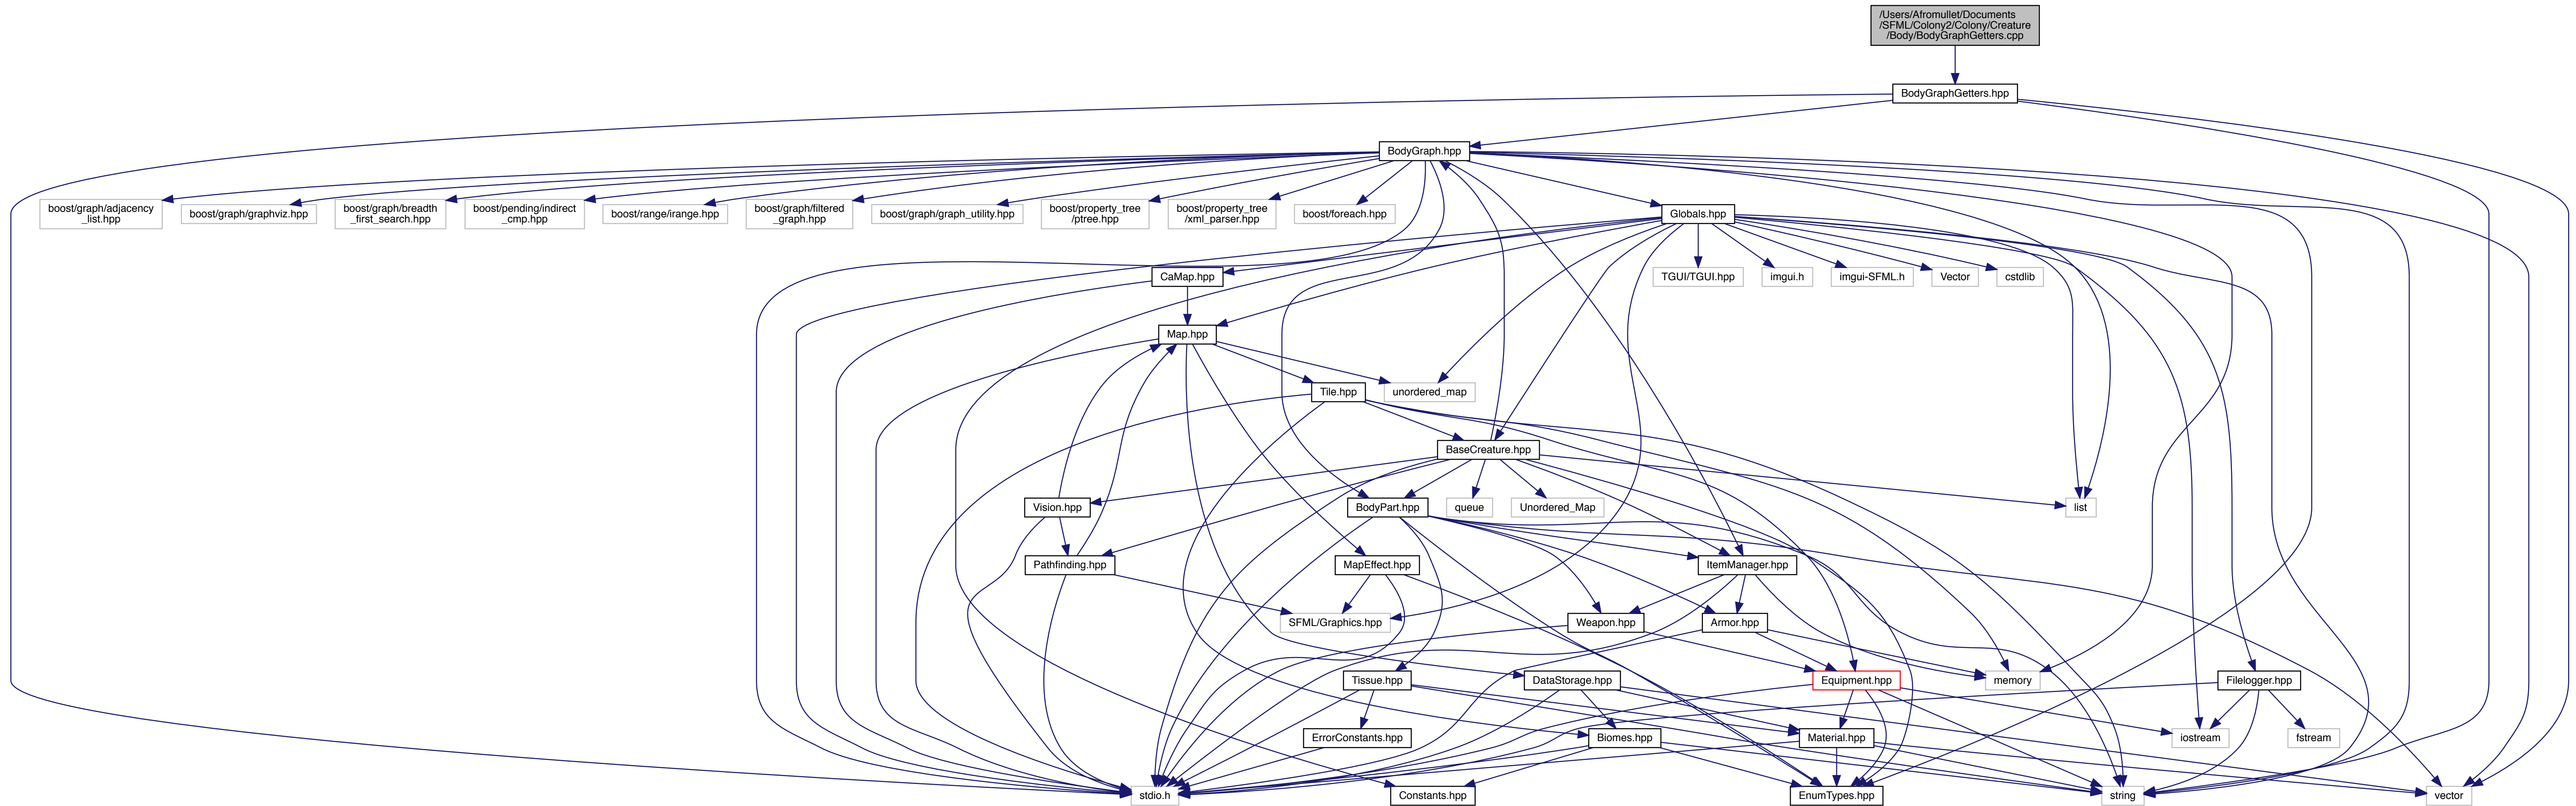 /Users/Afromullet/Documents
/SFML/Colony2/Colony/Creature
/Body/BodyGraphGetters.cpp
BodyGraphGetters.hpp
BodyGraph.hpp
boost/graph/adjacency
_list.hpp
boost/graph/graphviz.hpp
boost/graph/breadth
_first_search.hpp
boost/pending/indirect
_cmp.hpp
boost/range/irange.hpp
boost/graph/filtered
_graph.hpp
boost/graph/graph_utility.hpp
boost/property_tree
/ptree.hpp
boost/property_tree
/xml_parser.hpp
boost/foreach.hpp
Globals.hpp
CaMap.hpp
TGUI/TGUI.hpp
imgui.h
imgui-SFML.h
Vector
cstdlib
Map.hpp
Tile.hpp
unordered_map
BaseCreature.hpp
Vision.hpp
BodyPart.hpp
queue
Unordered_Map
list
Pathfinding.hpp
MapEffect.hpp
ItemManager.hpp
SFML/Graphics.hpp
Weapon.hpp
Armor.hpp
Tissue.hpp
DataStorage.hpp
Equipment.hpp
memory
Filelogger.hpp
ErrorConstants.hpp
Biomes.hpp
Material.hpp
iostream
fstream
stdio.h
Constants.hpp
EnumTypes.hpp
string
vector